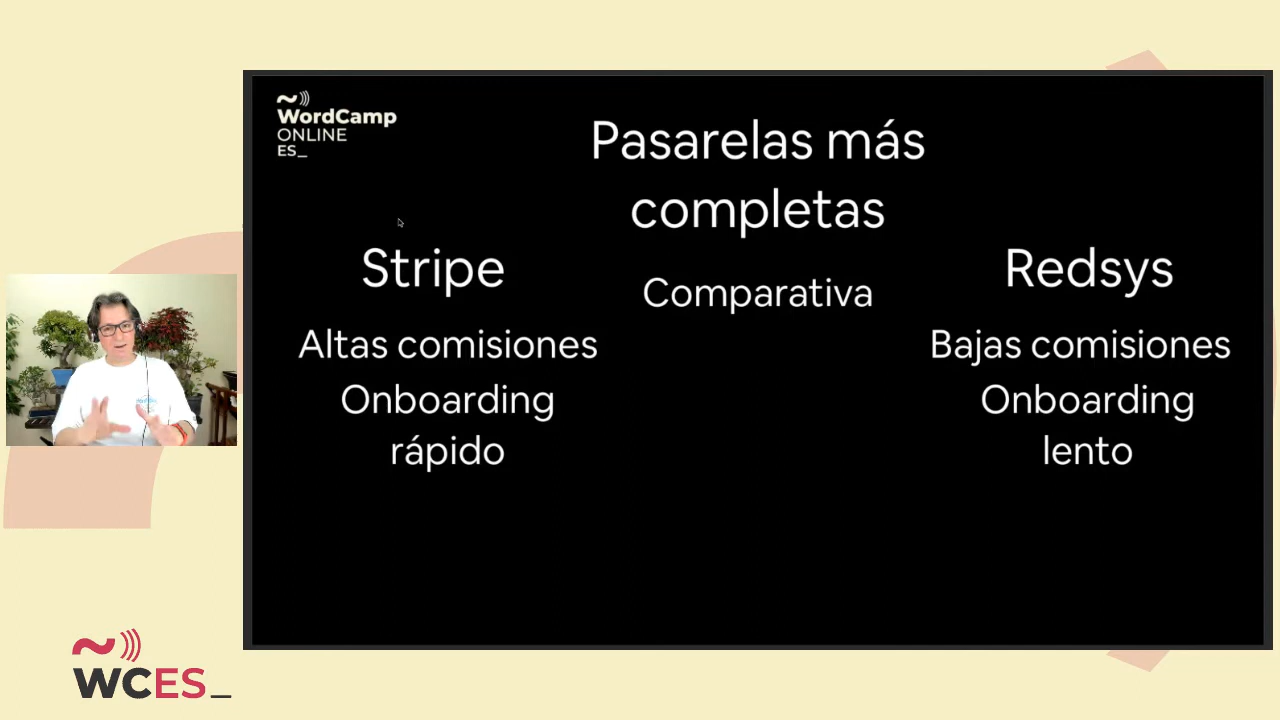 WordCamp
ONLINE
ES_
Pasarelas más
completas
Comparativa
Stripe
Altas comisiones
Onboarding
rápido
Redsys
Bajas comisiones
Onboarding
lento
WCES_